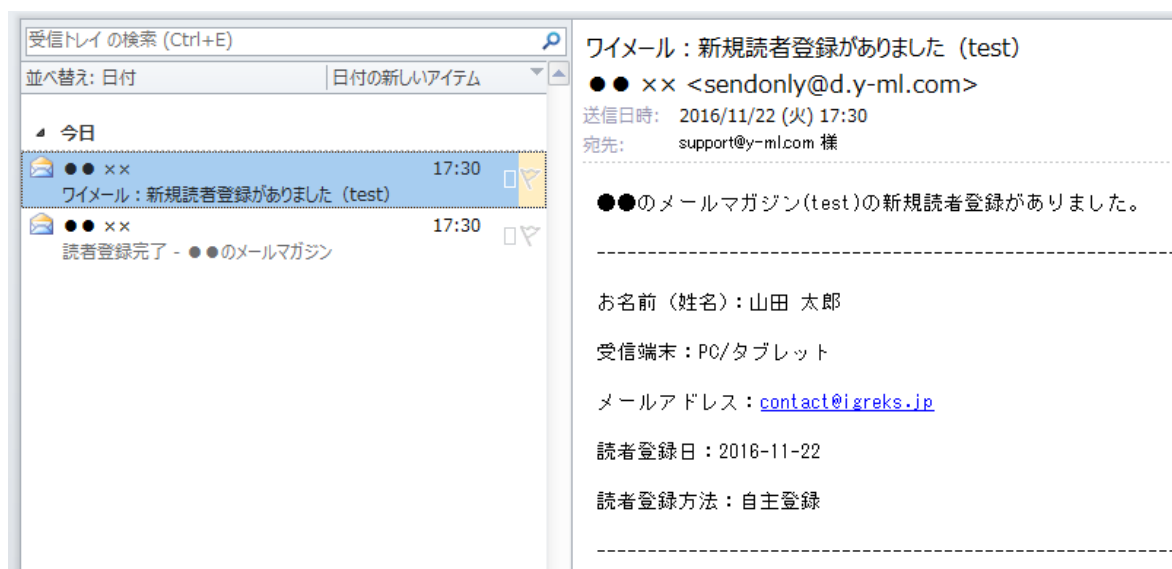 受信トレイ の検索 (Ctrl+E)
並べ替え: 日付
日付の新しいアイテム
今日
●● ×× 17:30
ワイメール：新規読者登録がありました（test）
●● ×× 17:30
読者登録完了 - ●●のメールマガジン
ワイメール：新規読者登録がありました（test）
●● ×× <sendonly@d.y-ml.com>
送信日時: 2016/11/22 (火) 17:30
宛先: support@y-ml.com 様
●●のメールマガジン(test)の新規読者登録がありました。
------------------------------------------------------------
お名前（姓名）：山田 太郎
受信端末：PC/タブレット
メールアドレス：contact@igreks.jp
読者登録日：2016-11-22
読者登録方法：自主登録
------------------------------------------------------------